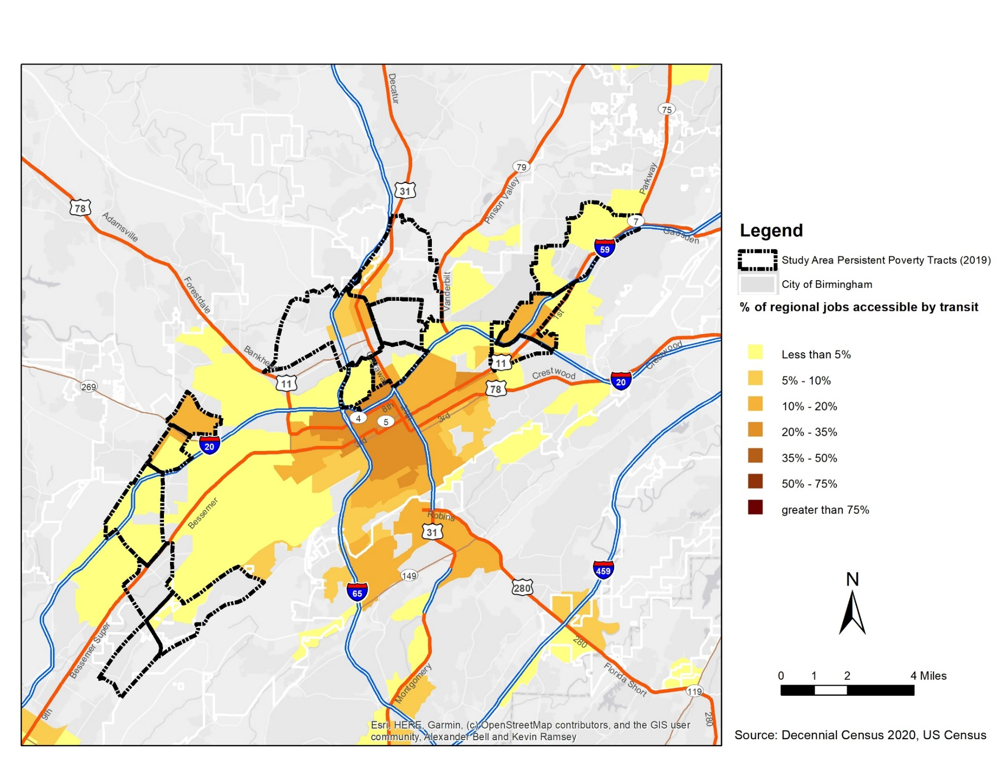 Decatur
75
79
Parkway
31
Pinson Valley
78
Adamsville
7
Gadsden
59
Forestdale
Vanderbilt
1st
Crestwood
11
Crestwood
20
78
11
269
8th
4
5
3rd
3rd
20
Bessemer
Robins
31
149
459
280
65
280
Bessemer Super
Florida Short
Montgomery
119
9th
280
Esri, HERE, Garmin, (c) OpenStreetMap contributors, and the GIS user
community, Alexander Bell and Kevin Ramsey
Legend
Study Area Persistent Poverty Tracts (2019)
City of Birmingham
% of regional jobs accessible by transit
Less than 5%
5% - 10%
10% - 20%
20% - 35%
35% - 50%
50% - 75%
greater than 75%
N
0 1 2 4 Miles
Source: Decennial Census 2020, US Census